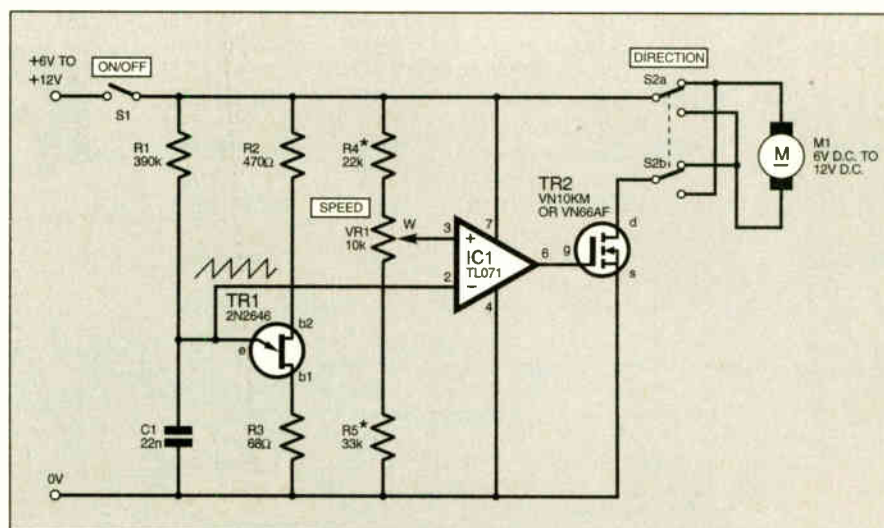 +6V TO
+12V
ON/OFF
S1
DIRECTION
S2a
R1
390k
R2
470Ω
R4*
22k
S2b
M
M1
6V D.C. TO
12V D.C.
SPEED
VR1
10k
W
3
+
7
IC1
TL071
6
2
−
4
TR2
VN10KM
OR VN66AF
d
g
s
TR1
2N2646
b2
e
b1
C1
22n
R3
68Ω
R5*
33k
0V